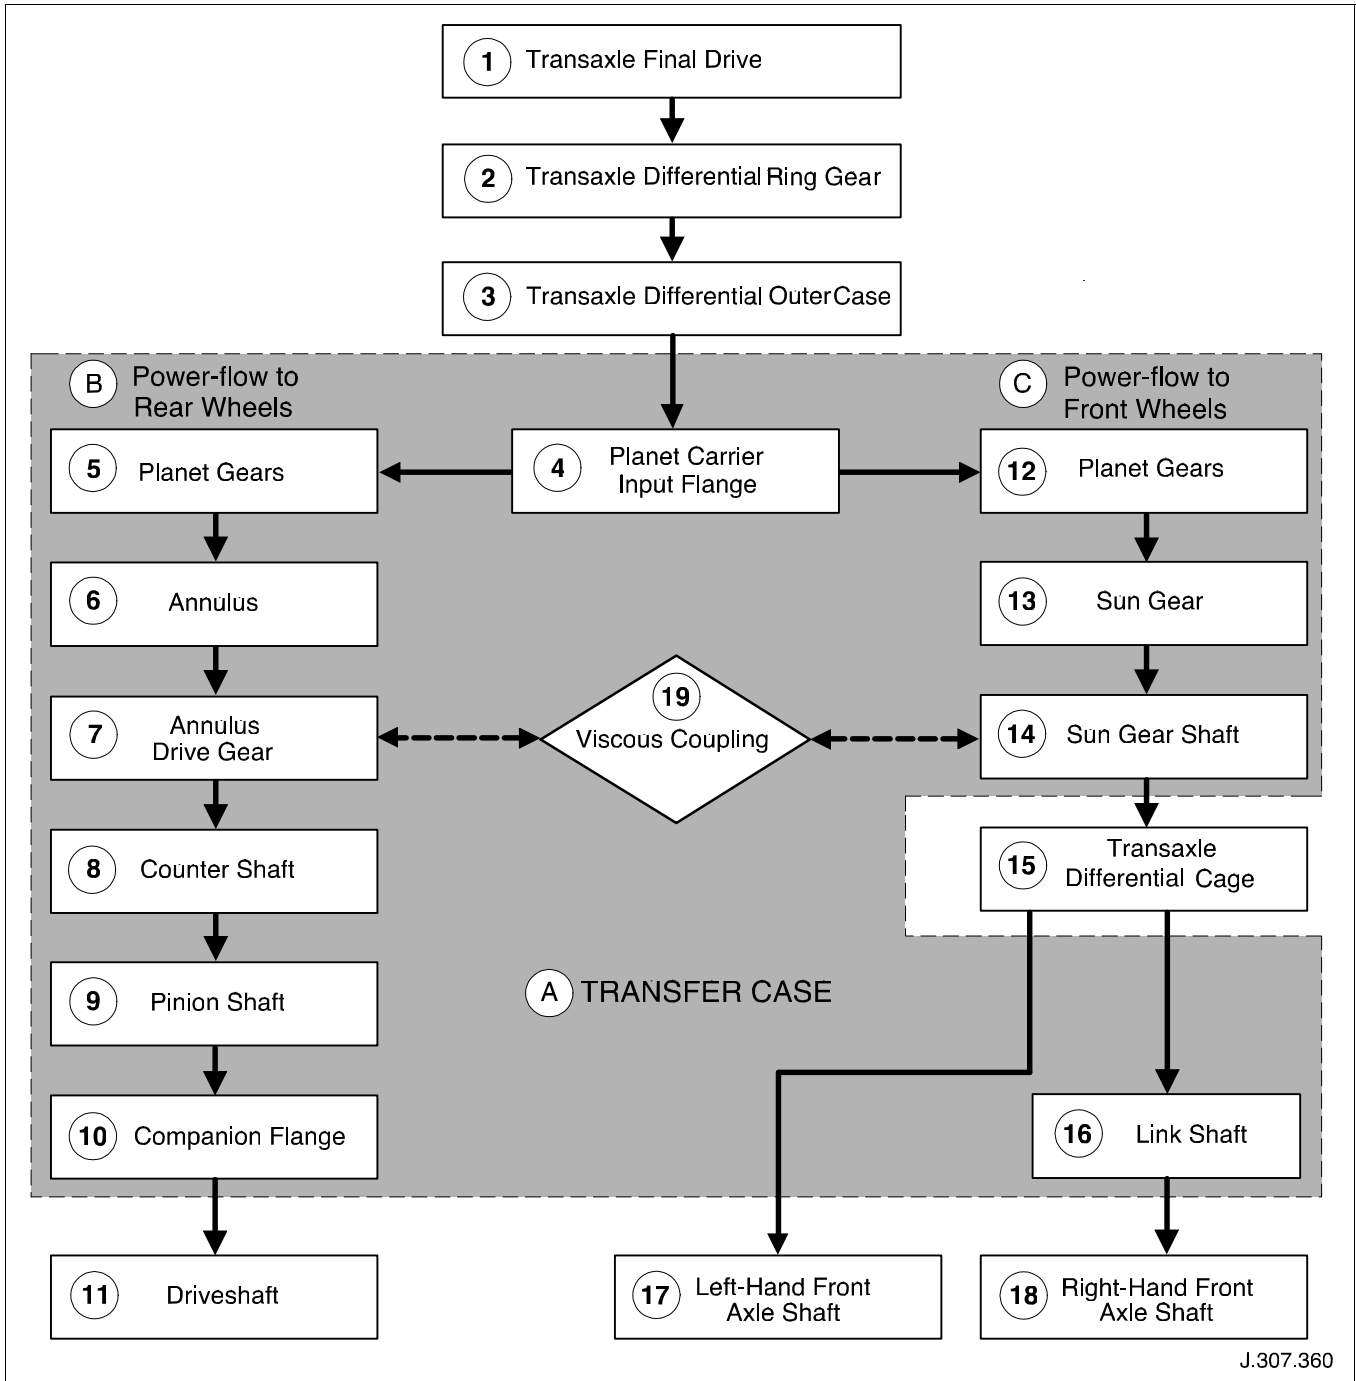 1 Transaxle Final Drive
2 Transaxle Differential Ring Gear
3 Transaxle Differential Outer Case
B Power-flow to
Rear Wheels
C Power-flow to
Front Wheels
5 Planet Gears
4 Planet Carrier
Input Flange
12 Planet Gears
6 Annulus
13 Sun Gear
7 Annulus
Drive Gear
19
Viscous Coupling
14 Sun Gear Shaft
8 Counter Shaft
15 Transaxle
Differential Cage
9 Pinion Shaft
A TRANSFER CASE
10 Companion Flange
16 Link Shaft
11 Driveshaft
17 Left-Hand Front
Axle Shaft
18 Right-Hand Front
Axle Shaft
J.307.360